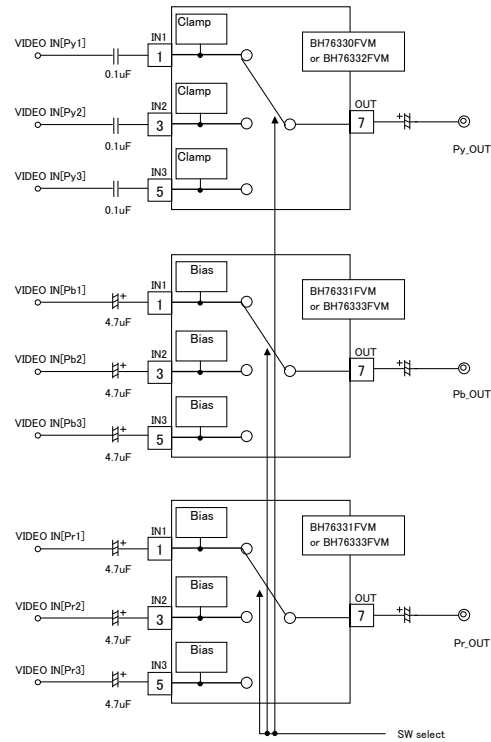 Clamp
IN1
VIDEO IN[Py1]
1
0.1uF
BH76330FVM
or BH76332FVM
Clamp
IN2
VIDEO IN[Py2]
3
0.1uF
OUT
7
+
Py_OUT
Clamp
IN3
VIDEO IN[Py3]
5
0.1uF
Bias
IN1
VIDEO IN[Pb1]
+
1
4.7uF
BH76331FVM
or BH76333FVM
Bias
IN2
VIDEO IN[Pb2]
+
3
4.7uF
OUT
7
+
Pb_OUT
Bias
IN3
VIDEO IN[Pb3]
+
5
4.7uF
Bias
IN1
VIDEO IN[Pr1]
+
1
4.7uF
BH76331FVM
or BH76333FVM
Bias
IN2
VIDEO IN[Pr2]
+
3
4.7uF
OUT
7
+
Pr_OUT
Bias
IN3
VIDEO IN[Pr3]
+
5
4.7uF
SW select